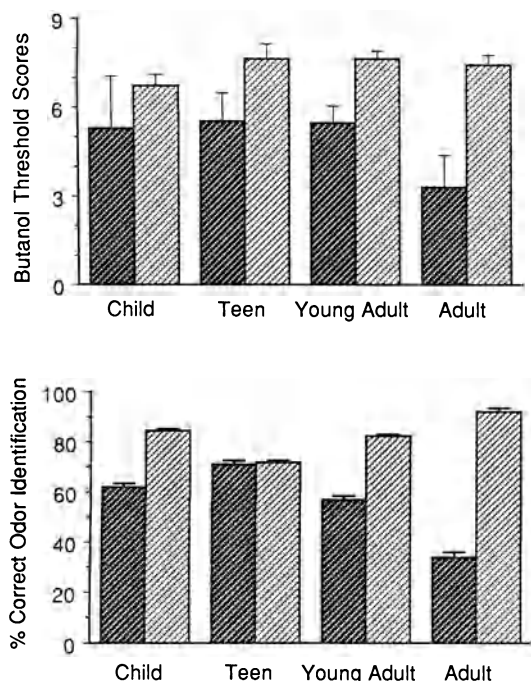 Butanol Threshold Scores
9
6
3
0
Child Teen Young Adult Adult
% Correct Odor Identification
100
80
60
40
20
0
Child Teen Young Adult Adult